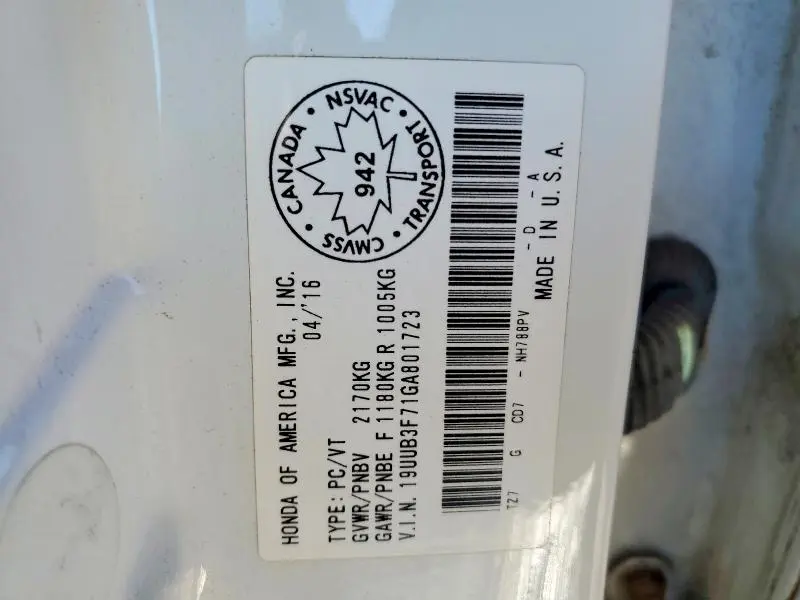 HONDA OF AMERICA MFG., INC.
04/'16
TYPE: PC/VT
GVWR/PNBV 2170KG
GAWR/PNBE F 1180KG R 1005KG
V.I.N. 19UUB3F71GA801723
CANADA • NSVAC • TRANSPORT • CMVSS •
942
TZ7 G CD7 - NH788PV - D - A
MADE IN U.S.A.